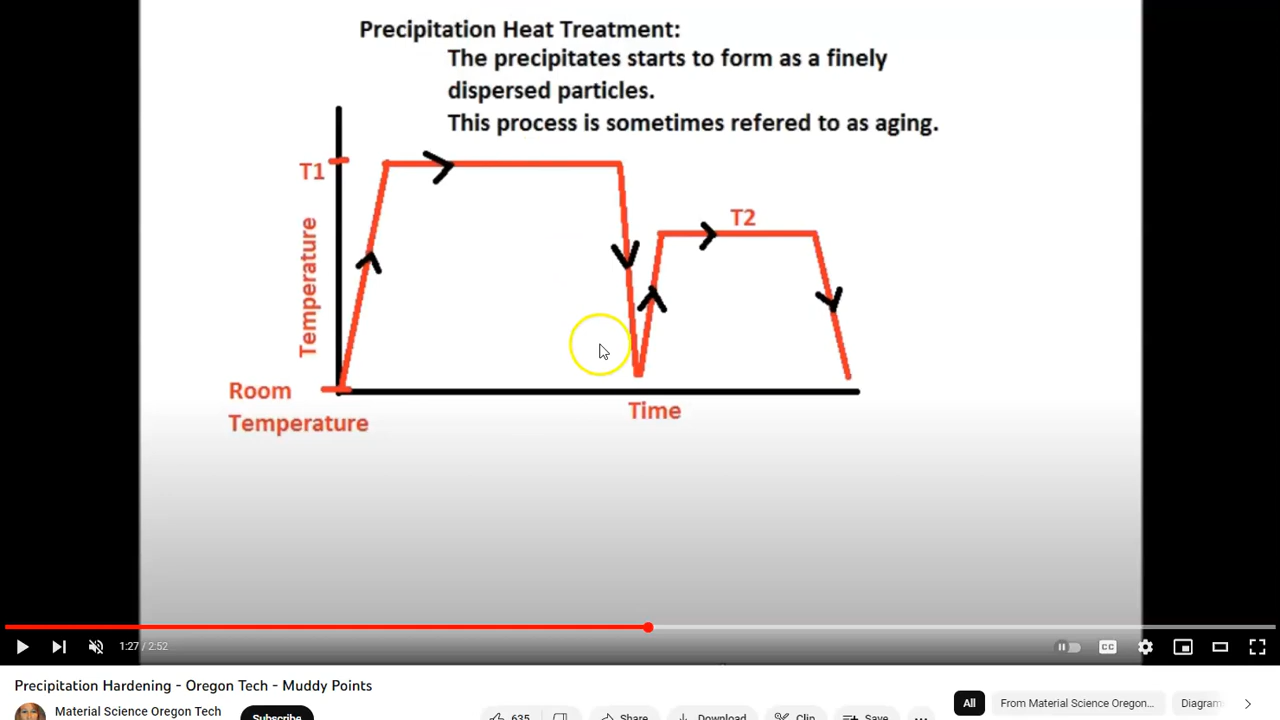 Precipitation Heat Treatment:
The precipitates starts to form as a finely
dispersed particles.
This process is sometimes refered to as aging.
T1
T2
Temperature
Room
Temperature
Time
1:27 / 2:52
CC
Precipitation Hardening - Oregon Tech - Muddy Points
Material Science Oregon Tech
Subscribe
635
Share
Download
Clip
Save
All
From Material Science Oregon...